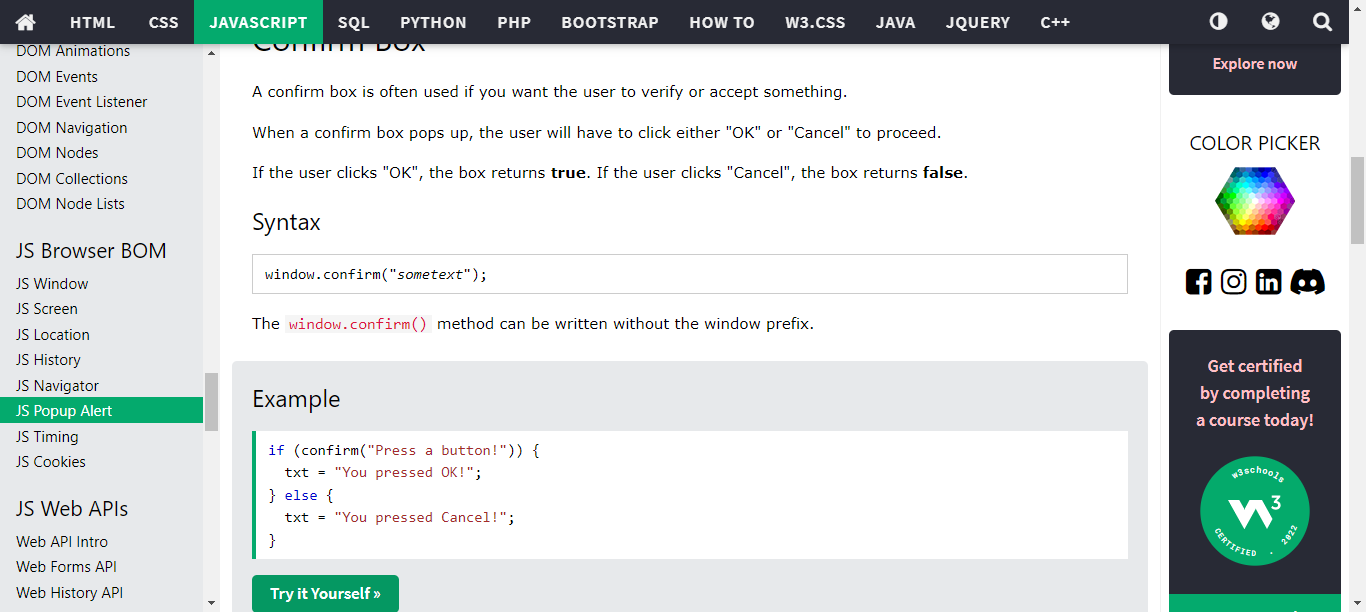 HTML CSS JAVASCRIPT SQL PYTHON PHP BOOTSTRAP HOW TO W3.CSS JAVA JQUERY C++
DOM Animations
DOM Events
DOM Event Listener
DOM Navigation
DOM Nodes
DOM Collections
DOM Node Lists
JS Browser BOM
JS Window
JS Screen
JS Location
JS History
JS Navigator
JS Popup Alert
JS Timing
JS Cookies
JS Web APIs
Web API Intro
Web Forms API
Web History API
Confirm Box
A confirm box is often used if you want the user to verify or accept something.
When a confirm box pops up, the user will have to click either "OK" or "Cancel" to proceed.
If the user clicks "OK", the box returns true. If the user clicks "Cancel", the box returns false.
Syntax
window.confirm("sometext");
The window.confirm() method can be written without the window prefix.
Example
if (confirm("Press a button!")) {
  txt = "You pressed OK!";
} else {
  txt = "You pressed Cancel!";
}
Try it Yourself »
Explore now
COLOR PICKER
Get certified
by completing
a course today!
w3schools
3
CERTIFIED . 2022